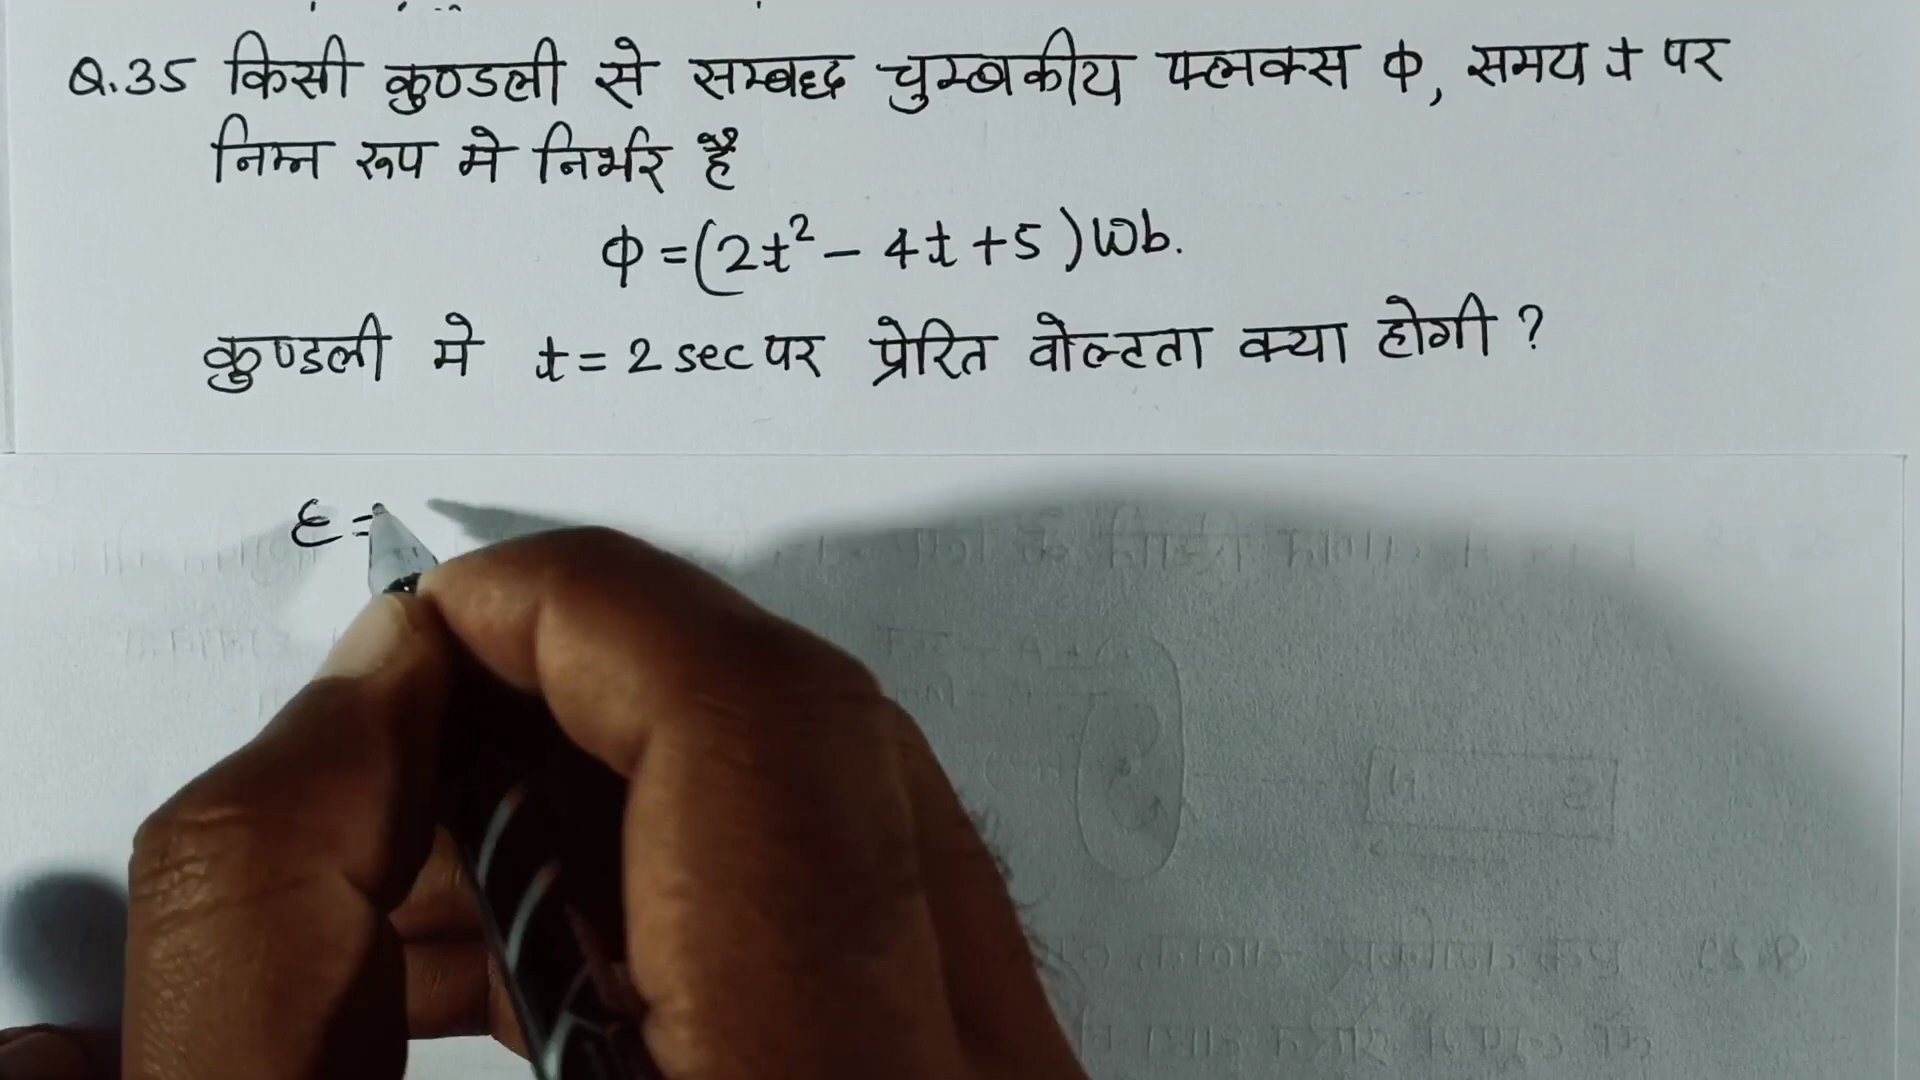 Q.35 किसी कुण्डली से सम्बद्ध चुम्बकीय फ्लक्स ϕ, समय t पर
निम्न रूप मे निर्भर है
ϕ = (2t² - 4t + 5) Wb.
कुण्डली मे t = 2 sec पर प्रेरित वोल्टता क्या होगी ?
ε =